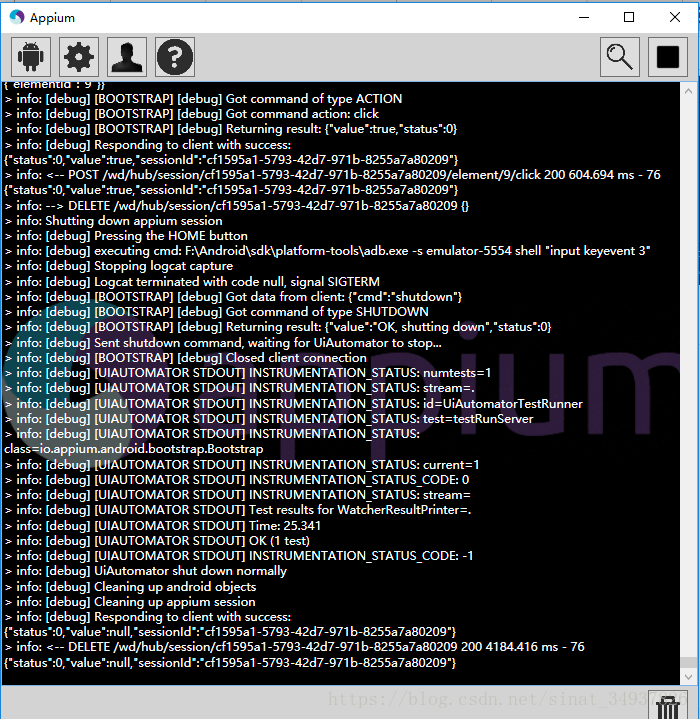 Appium
{"elementId":"9"}}
> info: [debug] [BOOTSTRAP] [debug] Got command of type ACTION
> info: [debug] [BOOTSTRAP] [debug] Got command action: click
> info: [debug] [BOOTSTRAP] [debug] Returning result: {"value":true,"status":0}
> info: [debug] Responding to client with success:
{"status":0,"value":true,"sessionId":"cf1595a1-5793-42d7-971b-8255a7a80209"}
> info: <-- POST /wd/hub/session/cf1595a1-5793-42d7-971b-8255a7a80209/element/9/click 200 604.694 ms - 76
{"status":0,"value":true,"sessionId":"cf1595a1-5793-42d7-971b-8255a7a80209"}
> info: --> DELETE /wd/hub/session/cf1595a1-5793-42d7-971b-8255a7a80209 {}
> info: Shutting down appium session
> info: [debug] Pressing the HOME button
> info: [debug] executing cmd: F:\Android\sdk\platform-tools\adb.exe -s emulator-5554 shell "input keyevent 3"
> info: [debug] Stopping logcat capture
> info: [debug] Logcat terminated with code null, signal SIGTERM
> info: [debug] [BOOTSTRAP] [debug] Got data from client: {"cmd":"shutdown"}
> info: [debug] [BOOTSTRAP] [debug] Got command of type SHUTDOWN
> info: [debug] [BOOTSTRAP] [debug] Returning result: {"value":"OK, shutting down","status":0}
> info: [debug] Sent shutdown command, waiting for UiAutomator to stop...
> info: [debug] [BOOTSTRAP] [debug] Closed client connection
> info: [debug] [UIAUTOMATOR STDOUT] INSTRUMENTATION_STATUS: numtests=1
> info: [debug] [UIAUTOMATOR STDOUT] INSTRUMENTATION_STATUS: stream=.
> info: [debug] [UIAUTOMATOR STDOUT] INSTRUMENTATION_STATUS: id=UiAutomatorTestRunner
> info: [debug] [UIAUTOMATOR STDOUT] INSTRUMENTATION_STATUS: test=testRunServer
> info: [debug] [UIAUTOMATOR STDOUT] INSTRUMENTATION_STATUS:
class=io.appium.android.bootstrap.Bootstrap
> info: [debug] [UIAUTOMATOR STDOUT] INSTRUMENTATION_STATUS: current=1
> info: [debug] [UIAUTOMATOR STDOUT] INSTRUMENTATION_STATUS_CODE: 0
> info: [debug] [UIAUTOMATOR STDOUT] INSTRUMENTATION_STATUS: stream=
> info: [debug] [UIAUTOMATOR STDOUT] Test results for WatcherResultPrinter=.
> info: [debug] [UIAUTOMATOR STDOUT] Time: 25.341
> info: [debug] [UIAUTOMATOR STDOUT] OK (1 test)
> info: [debug] [UIAUTOMATOR STDOUT] INSTRUMENTATION_STATUS_CODE: -1
> info: [debug] UiAutomator shut down normally
> info: [debug] Cleaning up android objects
> info: [debug] Cleaning up appium session
> info: [debug] Responding to client with success:
{"status":0,"value":null,"sessionId":"cf1595a1-5793-42d7-971b-8255a7a80209"}
> info: <-- DELETE /wd/hub/session/cf1595a1-5793-42d7-971b-8255a7a80209 200 4184.416 ms - 76
{"status":0,"value":null,"sessionId":"cf1595a1-5793-42d7-971b-8255a7a80209"}
appium